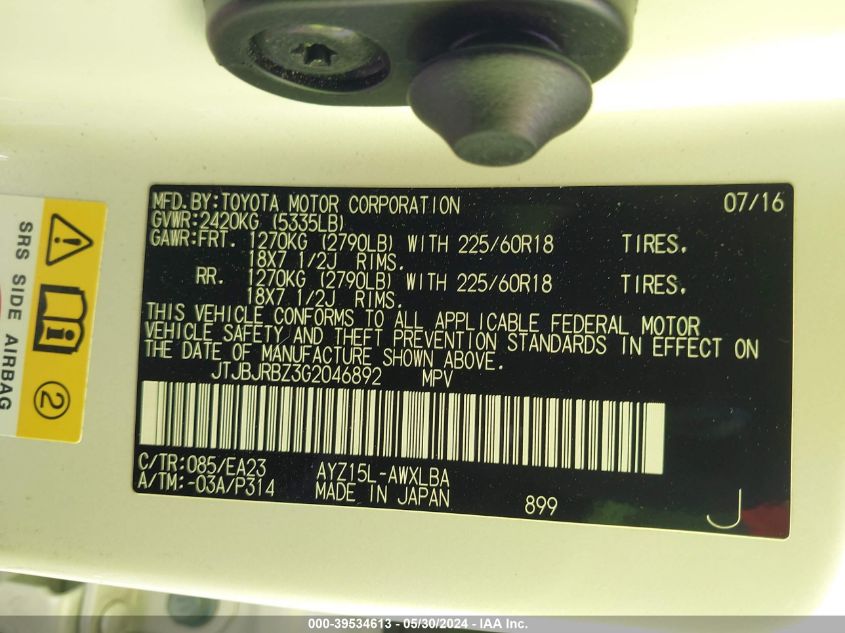 MFD.BY:TOYOTA MOTOR CORPORATION 07/16
GVWR:2420KG (5335LB)
GAWR:FRT. 1270KG (2790LB) WITH 225/60R18 TIRES.
18X7 1/2J RIMS.
RR. 1270KG (2790LB) WITH 225/60R18 TIRES.
18X7 1/2J RIMS.
THIS VEHICLE CONFORMS TO ALL APPLICABLE FEDERAL MOTOR
VEHICLE SAFETY AND THEFT PREVENTION STANDARDS IN EFFECT ON
THE DATE OF MANUFACTURE SHOWN ABOVE.
JTJBJRBZ3G2046892 MPV
C/TR:085/EA23 AYZ15L-AWXLBA
A/TM:-03A/P314 MADE IN JAPAN 899 J
SRS SIDE AIRBAG
2
000-39534613 - 05/30/2024 - IAA Inc.